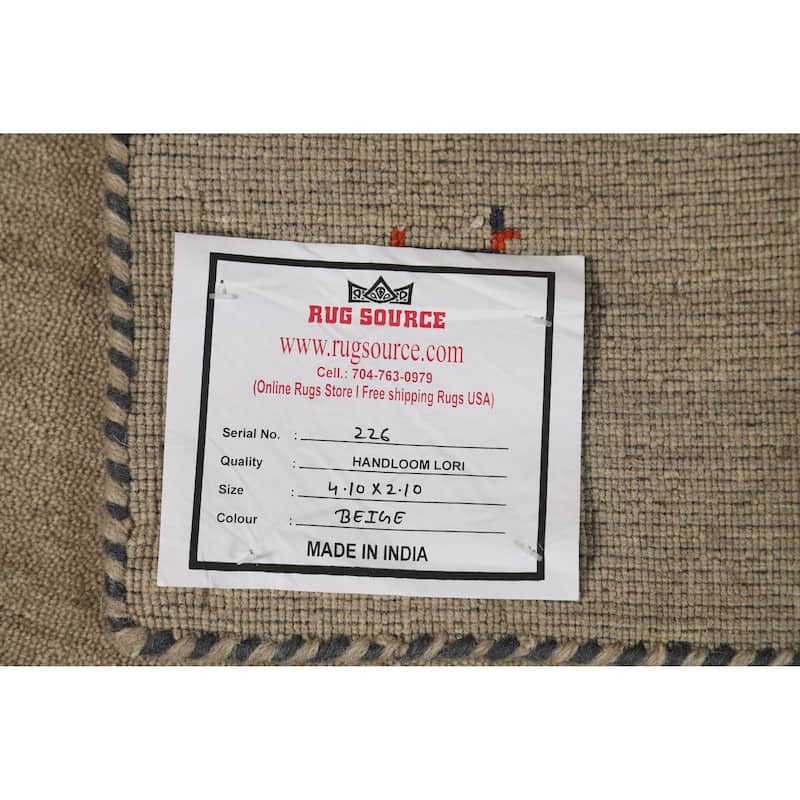 RUG SOURCE
www.rugsource.com
Cell.: 704-763-0979
(Online Rugs Store I Free shipping Rugs USA)
Serial No. : 226
Quality : HANDLOOM LORI
Size : 4.10 X 2.10
Colour : BEIGE
MADE IN INDIA